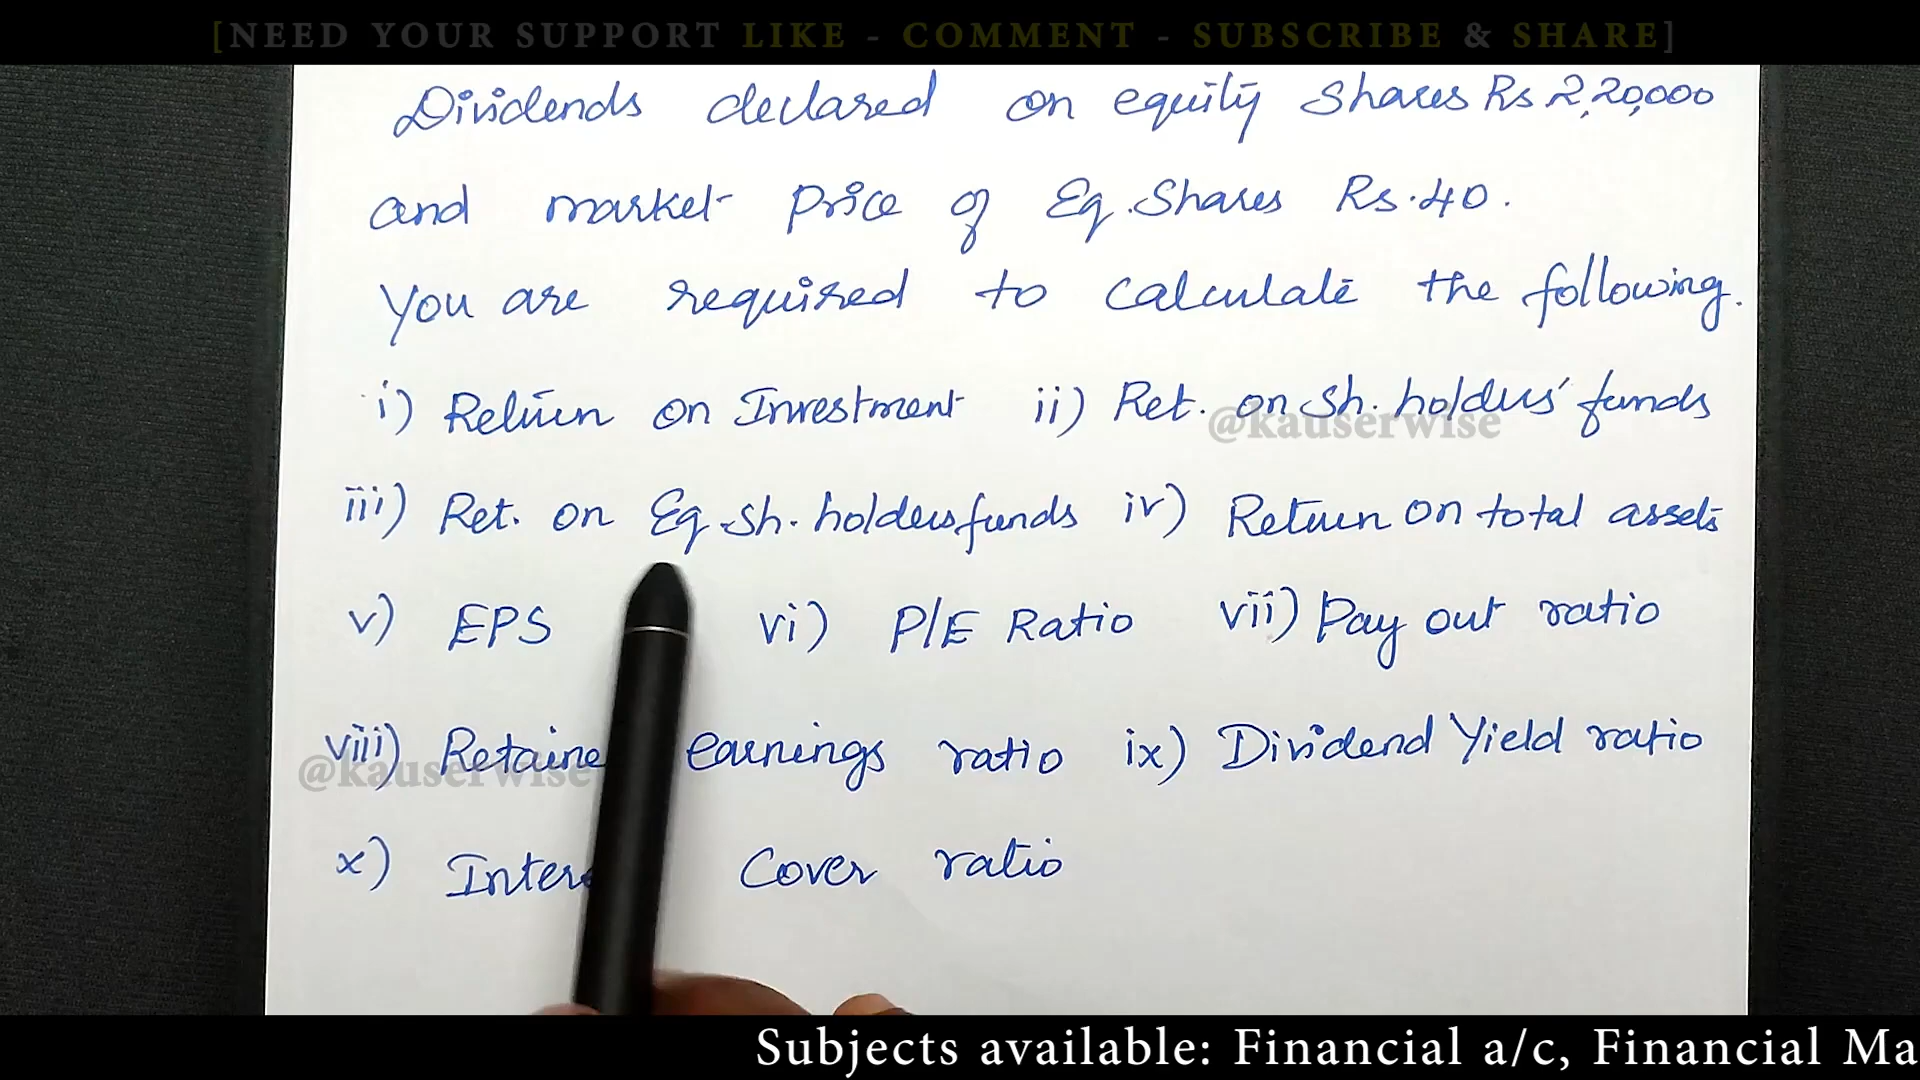 [NEED YOUR SUPPORT LIKE - COMMENT - SUBSCRIBE & SHARE]
Dividends declared on equity Shares Rs 2,20,000
and market Price of Eq. Shares Rs. 40.
You are required to calculate the following.
i) Return on Investment ii) Ret. on Sh. holders' funds
@kauserwise
iii) Ret. on Eq. Sh. holders funds iv) Return on total assets
v) EPS vi) P/E Ratio vii) Pay out ratio
viii) Retaine earnings ratio ix) Dividend Yield ratio
@kauserwise
x) Inter Cover ratio
Subjects available: Financial a/c, Financial Ma